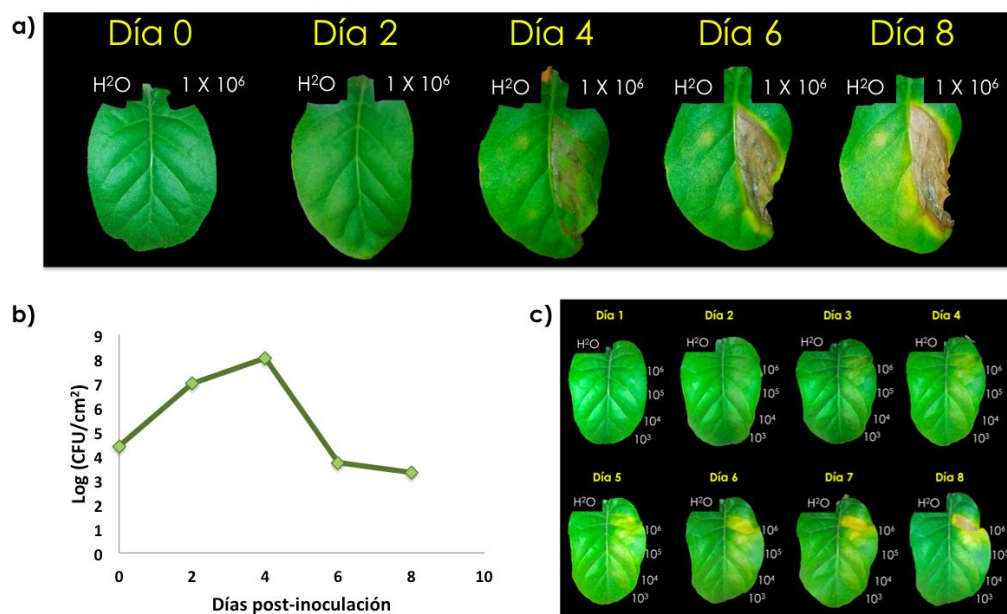 a)
Día 0 Día 2 Día 4 Día 6 Día 8
H²O 1 X 10⁶ H²O 1 X 10⁶ H²O 1 X 10⁶ H²O 1 X 10⁶ H²O 1 X 10⁶
b)
9
8
7
6
5
4
3
2
1
0
Log (CFU/cm²)
0 2 4 6 8 10
Días post-inoculación
c)
Día 1 Día 2 Día 3 Día 4
H²O H²O H²O H²O
10⁶ 10⁶ 10⁶ 10⁶
10⁵ 10⁵ 10⁵ 10⁵
10⁴ 10⁴ 10⁴ 10⁴
10³ 10³ 10³ 10³
Día 5 Día 6 Día 7 Día 8
H²O H²O H²O H²O
10⁶ 10⁶ 10⁶ 10⁶
10⁵ 10⁵ 10⁵ 10⁵
10⁴ 10⁴ 10⁴ 10⁴
10³ 10³ 10³ 10³